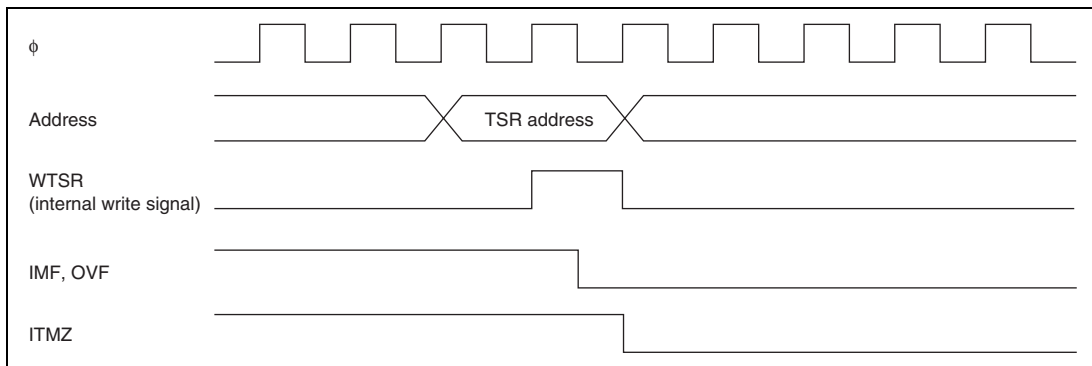 ϕ
Address
TSR address
WTSR
(internal write signal)
IMF, OVF
ITMZ